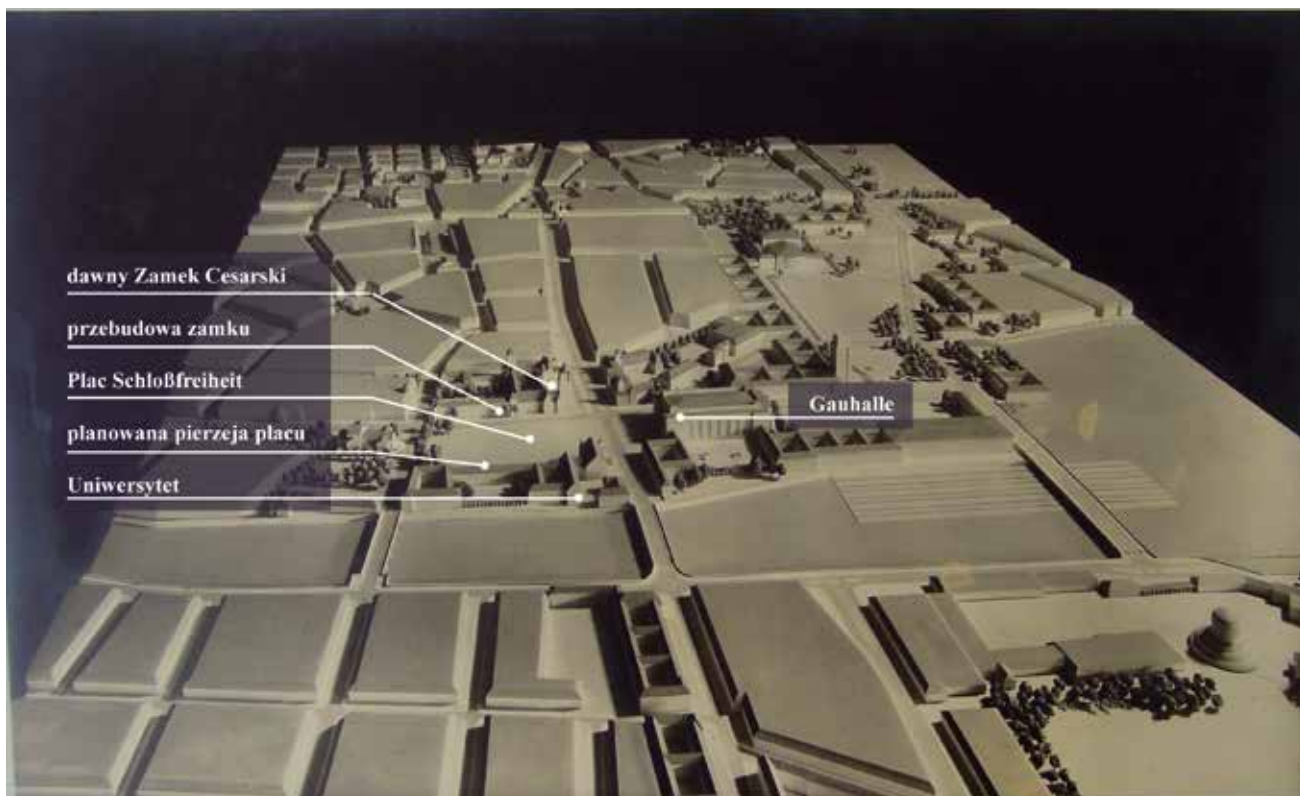 dawny Zamek Cesarski
przebudowa zamku
Plac Schloßfreiheit
planowana pierzeja placu
Uniwersytet
Gauhalle